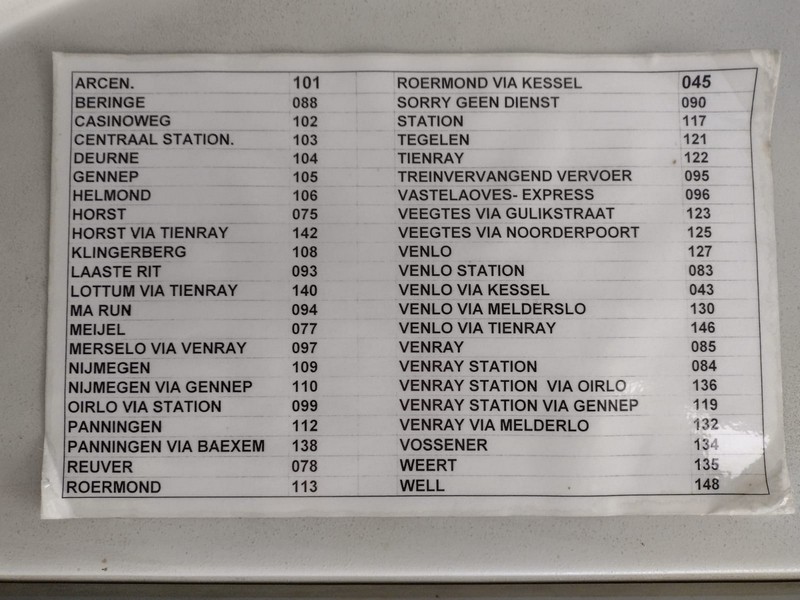 ARCEN. 101 ROERMOND VIA KESSEL 045
BERINGE 088 SORRY GEEN DIENST 090
CASINOWEG 102 STATION 117
CENTRAAL STATION. 103 TEGELEN 121
DEURNE 104 TIENRAY 122
GENNEP 105 TREINVERVANGEND VERVOER 095
HELMOND 106 VASTELAOVES- EXPRESS 096
HORST 075 VEEGTES VIA GULIKSTRAAT 123
HORST VIA TIENRAY 142 VEEGTES VIA NOORDERPOORT 125
KLINGERBERG 108 VENLO 127
LAASTE RIT 093 VENLO STATION 083
LOTTUM VIA TIENRAY 140 VENLO VIA KESSEL 043
MA RUN 094 VENLO VIA MELDERSLO 130
MEIJEL 077 VENLO VIA TIENRAY 146
MERSELO VIA VENRAY 097 VENRAY 085
NIJMEGEN 109 VENRAY STATION 084
NIJMEGEN VIA GENNEP 110 VENRAY STATION VIA OIRLO 136
OIRLO VIA STATION 099 VENRAY STATION VIA GENNEP 119
PANNINGEN 112 VENRAY VIA MELDERLO 132
PANNINGEN VIA BAEXEM 138 VOSSENER 134
REUVER 078 WEERT 135
ROERMOND 113 WELL 148